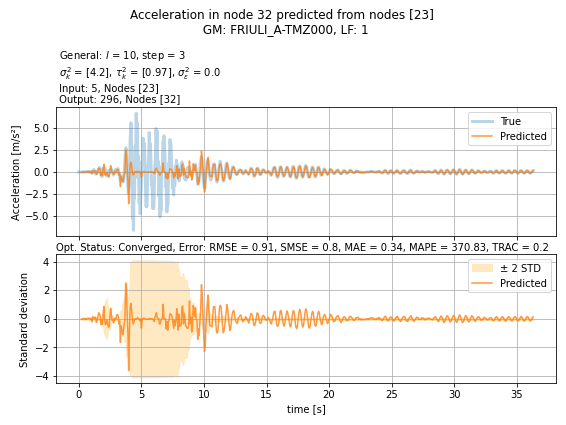 Acceleration in node 32 predicted from nodes [23]
GM: FRIULI_A-TMZ000, LF: 1
General: l = 10, step = 3
σ²ₖ = [4.2], τ²ₖ = [0.97], σ²ε = 0.0
Input: 5, Nodes [23]
Output: 296, Nodes [32]
Acceleration [m/s²]
5.0
2.5
0.0
−2.5
−5.0
True
Predicted
Opt. Status: Converged, Error: RMSE = 0.91, SMSE = 0.8, MAE = 0.34, MAPE = 370.83, TRAC = 0.2
Standard deviation
4
2
0
−2
−4
± 2 STD
Predicted
0 5 10 15 20 25 30 35
time [s]